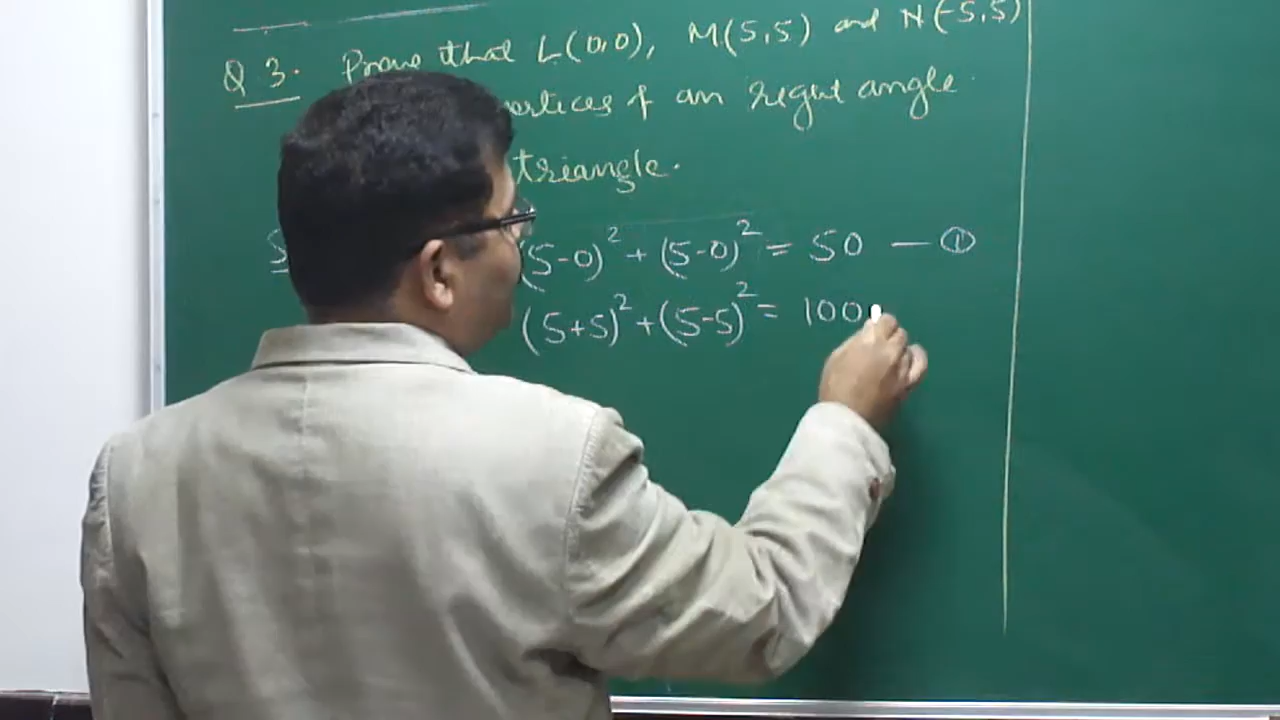 Q 3. Prove that L(0,0), M(5,5) and N(-5,5)
vertices of an right angle
triangle.
(5-0)² + (5-0)² = 50 — ①
(5+5)² + (5-5)² = 100